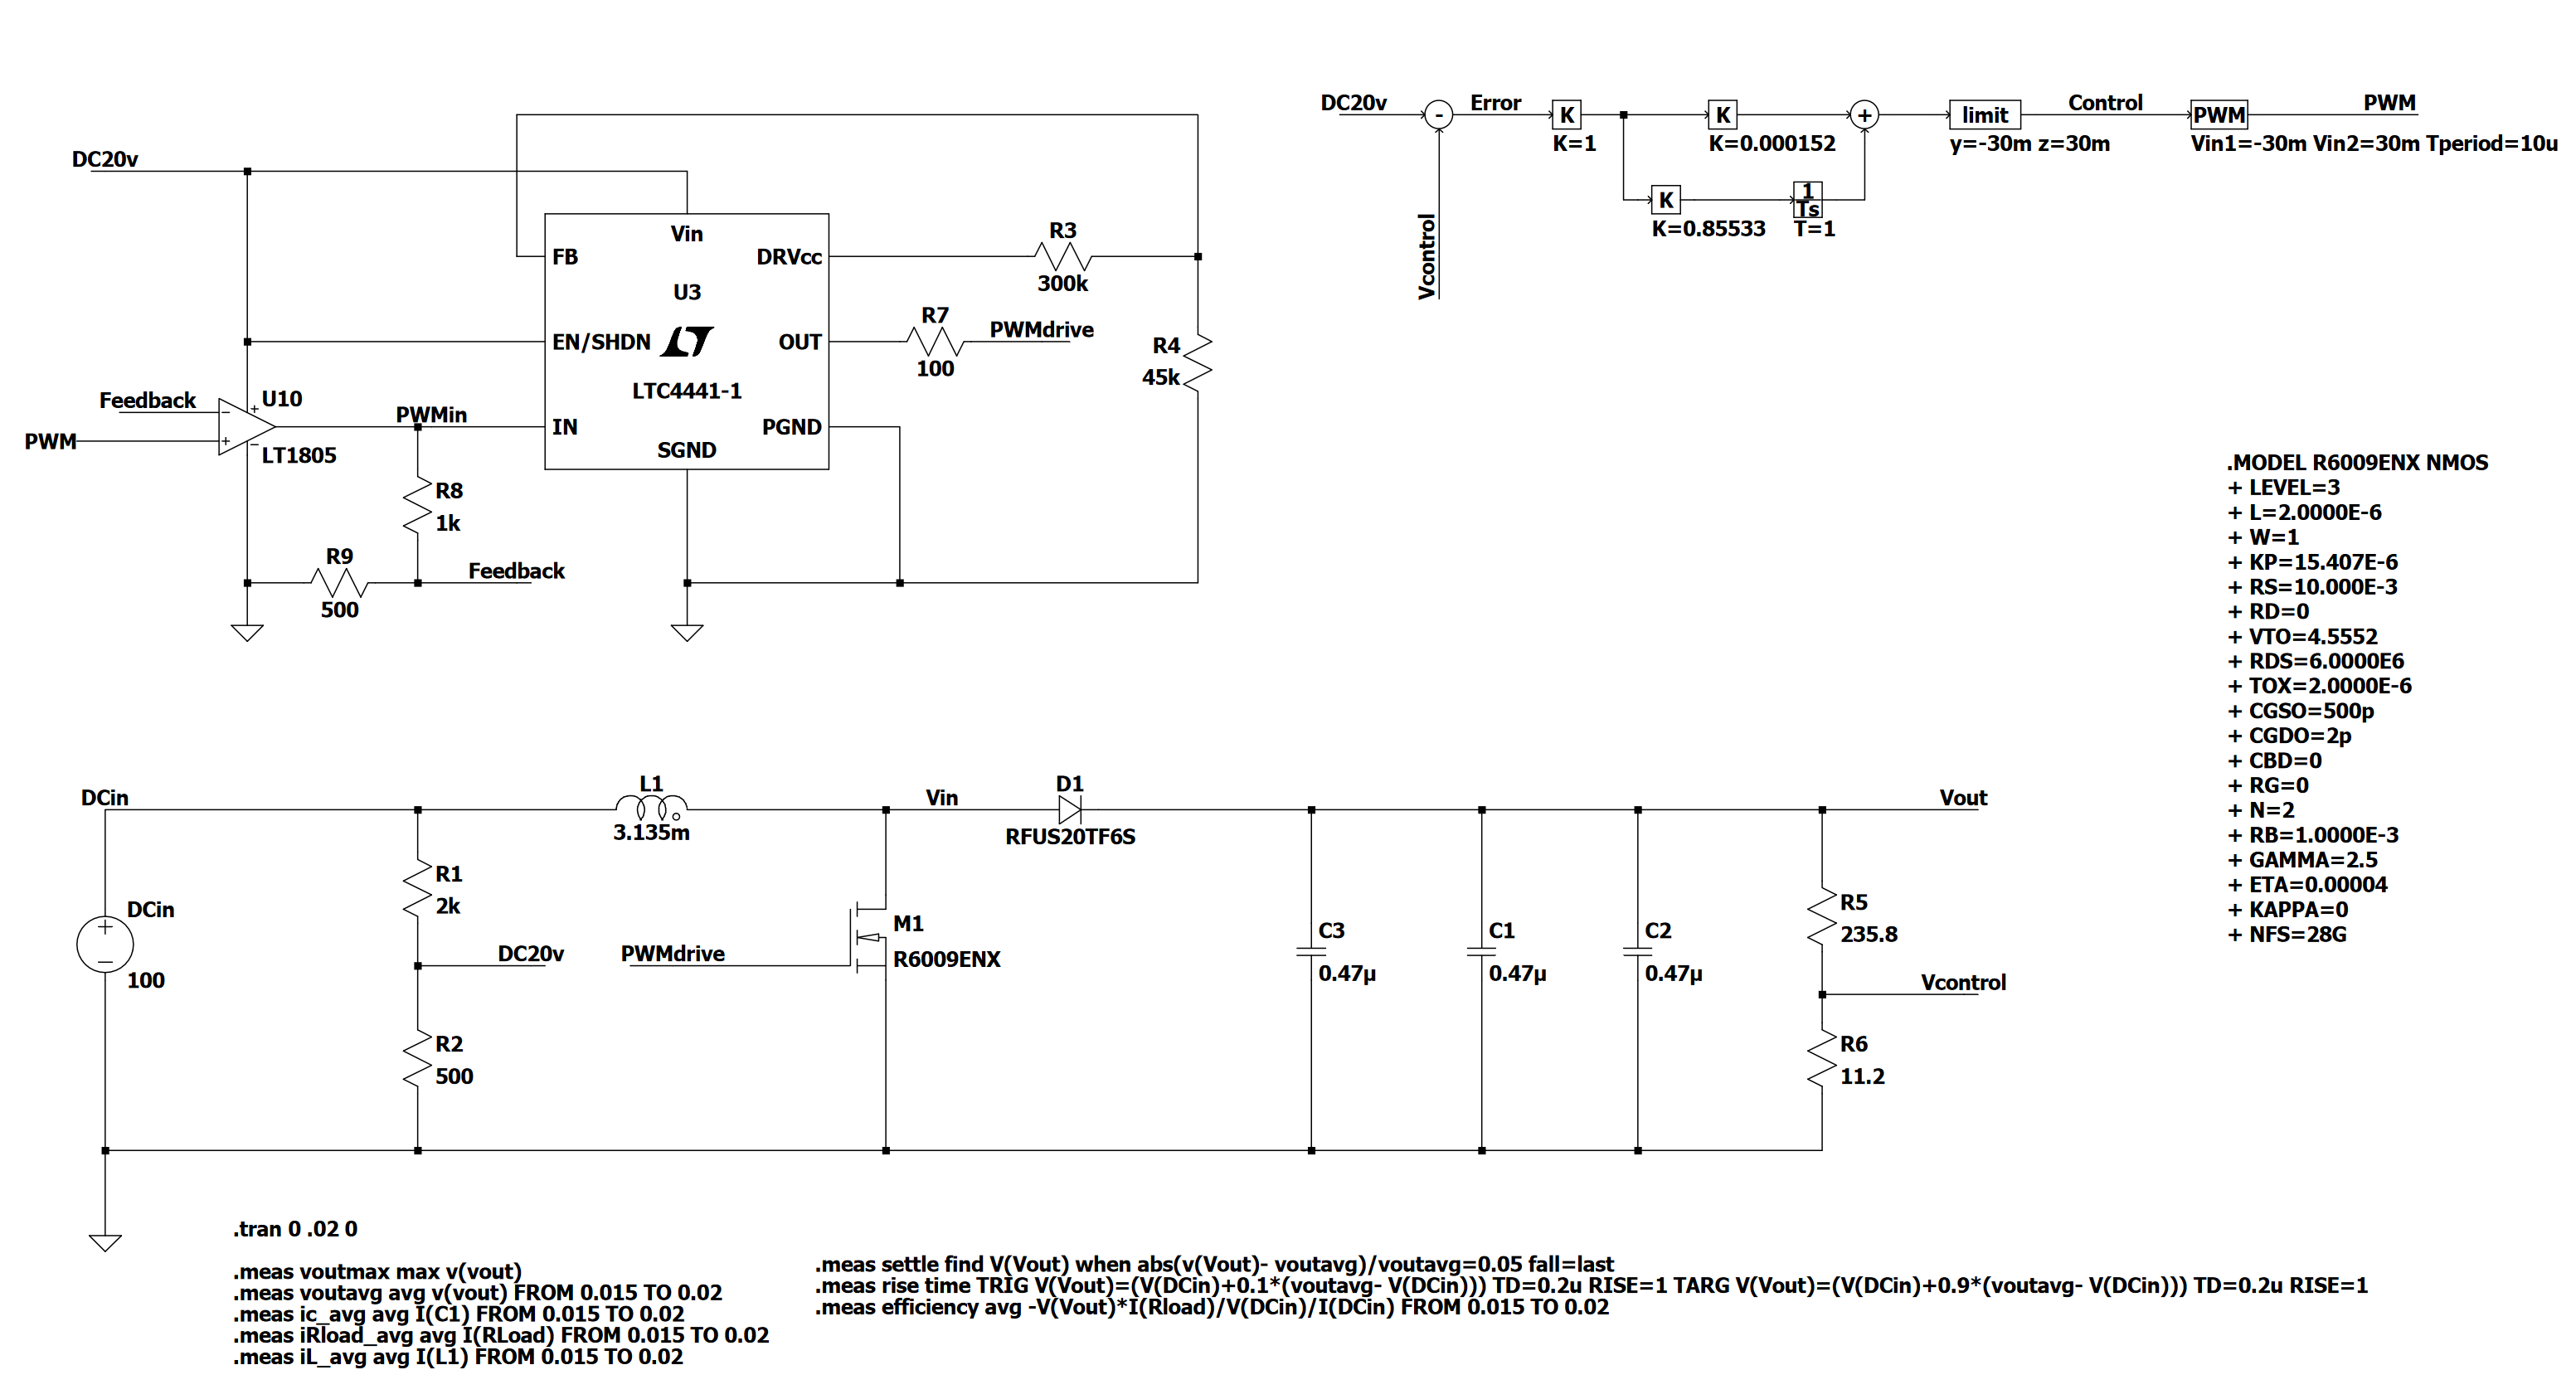 DC20v
FB
Vin
DRVcc
R3
300k
U3
EN/SHDN
OUT
R7
100
PWMdrive
R4
45k
LTC4441-1
Feedback
U10
PWM
LT1805
PWMin
IN
PGND
SGND
R8
1k
R9
500
Feedback
DC20v
-
Error
K
K=1
K
K=0.000152
+
limit
y=-30m z=30m
Control
PWM
Vin1=-30m Vin2=30m Tperiod=10u
PWM
K
K=0.85533
1
Ts
T=1
Vcontrol
.MODEL R6009ENX NMOS
+ LEVEL=3
+ L=2.0000E-6
+ W=1
+ KP=15.407E-6
+ RS=10.000E-3
+ RD=0
+ VTO=4.5552
+ RDS=6.0000E6
+ TOX=2.0000E-6
+ CGSO=500p
+ CGDO=2p
+ CBD=0
+ RG=0
+ N=2
+ RB=1.0000E-3
+ GAMMA=2.5
+ ETA=0.00004
+ KAPPA=0
+ NFS=28G
DCin
L1
3.135m
Vin
D1
RFUS20TF6S
Vout
DCin
100
R1
2k
DC20v
PWMdrive
M1
R6009ENX
R2
500
C3
0.47µ
C1
0.47µ
C2
0.47µ
R5
235.8
Vcontrol
R6
11.2
.tran 0 .02 0
.meas voutmax max v(vout)
.meas voutavg avg v(vout) FROM 0.015 TO 0.02
.meas ic_avg avg I(C1) FROM 0.015 TO 0.02
.meas iRload_avg avg I(RLoad) FROM 0.015 TO 0.02
.meas iL_avg avg I(L1) FROM 0.015 TO 0.02
.meas settle find V(Vout) when abs(v(Vout)- voutavg)/voutavg=0.05 fall=last
.meas rise time TRIG V(Vout)=(V(DCin)+0.1*(voutavg- V(DCin))) TD=0.2u RISE=1 TARG V(Vout)=(V(DCin)+0.9*(voutavg- V(DCin))) TD=0.2u RISE=1
.meas efficiency avg -V(Vout)*I(Rload)/V(DCin)/I(DCin) FROM 0.015 TO 0.02